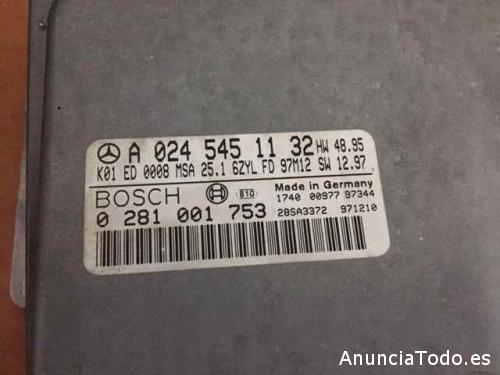 A 024 545 11 32 HW 48.95
K01 ED 0008 MSA 25.1 6ZYL FD 97M12 SW 12.97
BOSCH 810 Made in Germany
1740 00977 97344
0 281 001 753 28SA3372 971210
AnunciaTodo.es